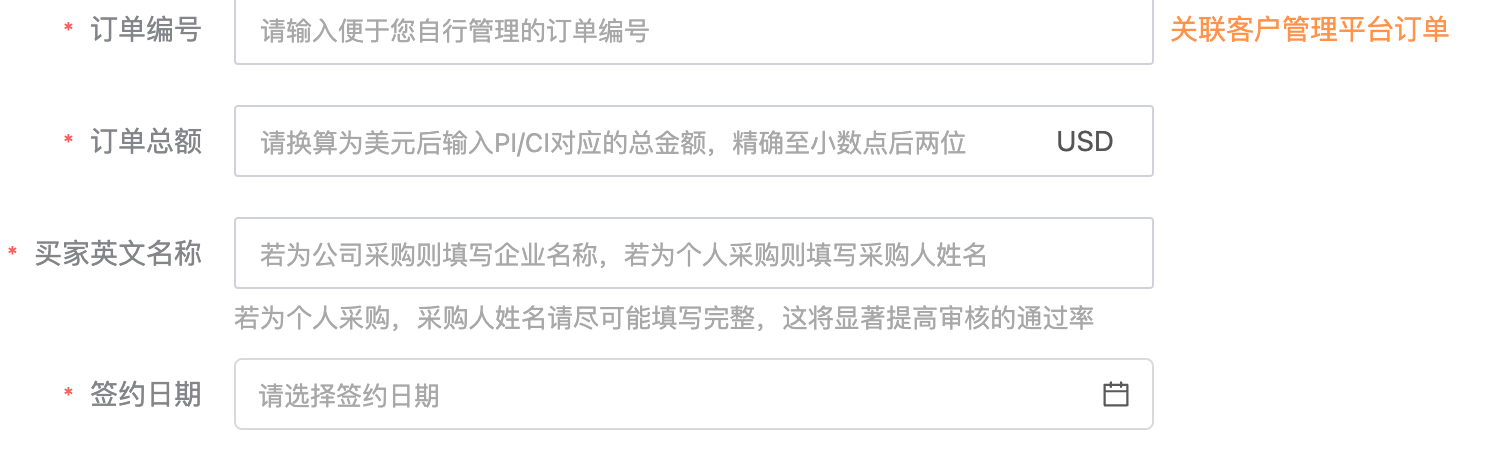 * 订单编号 请输入便于您自行管理的订单编号 关联客户管理平台订单
* 订单总额 请换算为美元后输入PI/CI对应的总金额，精确至小数点后两位 USD
* 买家英文名称 若为公司采购则填写企业名称，若为个人采购则填写采购人姓名
若为个人采购，采购人姓名请尽可能填写完整，这将显著提高审核的通过率
* 签约日期 请选择签约日期